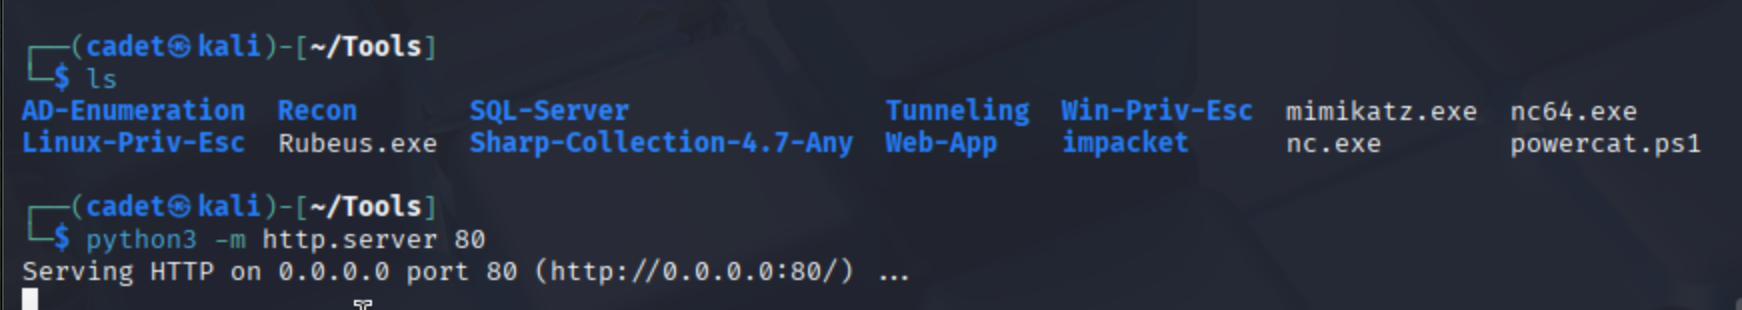 ┌──(cadet㉿kali)-[~/Tools]
└─$ ls
AD-Enumeration  Recon       SQL-Server                Tunneling  Win-Priv-Esc  mimikatz.exe  nc64.exe
Linux-Priv-Esc  Rubeus.exe  Sharp-Collection-4.7-Any  Web-App    impacket      nc.exe        powercat.ps1
┌──(cadet㉿kali)-[~/Tools]
└─$ python3 -m http.server 80
Serving HTTP on 0.0.0.0 port 80 (http://0.0.0.0:80/) ...